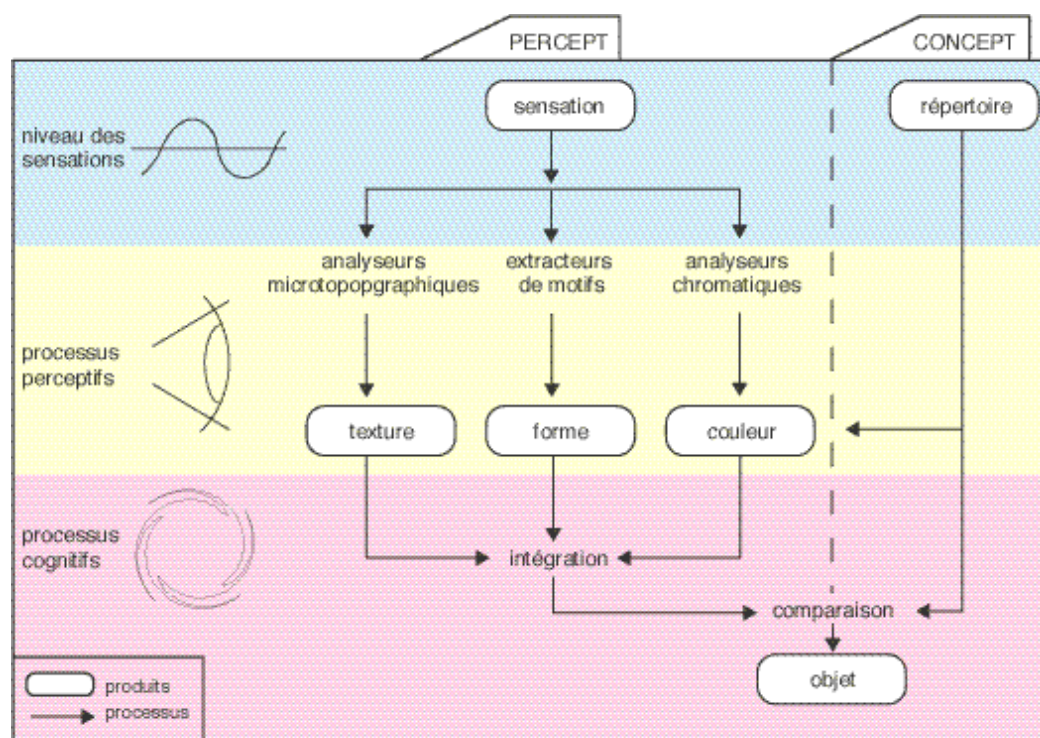 PERCEPT
CONCEPT
sensation
répertoire
niveau des
sensations
analyseurs
microtopopgraphiques
extracteurs
de motifs
analyseurs
chromatiques
processus
perceptifs
texture
forme
couleur
processus
cognitifs
intégration
comparaison
objet
produits
processus